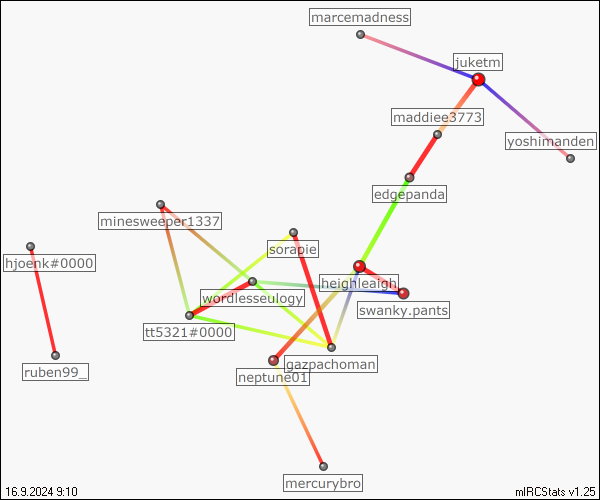 marcemadness
juketm
maddiee3773
yoshimanden
edgepanda
minesweeper1337
sorapie
hjoenk#0000
heighleaigh
wordlesseulogy
swanky.pants
tt5321#0000
gazpachoman
ruben99_
neptune01
mercurybro
16.9.2024 9:10
mIRCStats v1.25